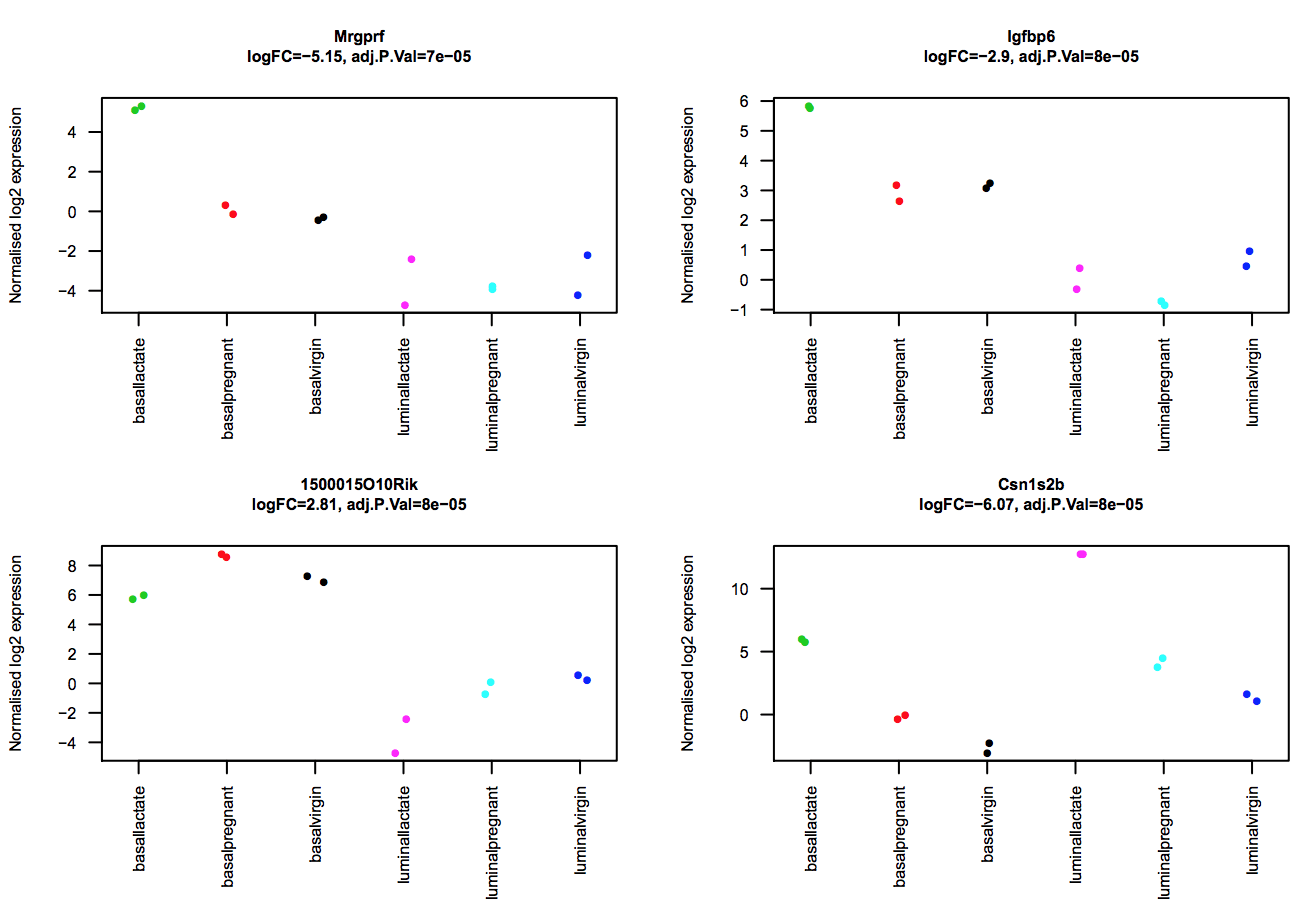 Mrgprf
logFC=−5.15, adj.P.Val=7e−05
Normalised log2 expression
4
2
0
−2
−4
basallactate
basalpregnant
basalvirgin
luminallactate
luminalpregnant
luminalvirgin
Igfbp6
logFC=−2.9, adj.P.Val=8e−05
Normalised log2 expression
6
5
4
3
2
1
0
−1
basallactate
basalpregnant
basalvirgin
luminallactate
luminalpregnant
luminalvirgin
1500015O10Rik
logFC=2.81, adj.P.Val=8e−05
Normalised log2 expression
8
6
4
2
0
−2
−4
basallactate
basalpregnant
basalvirgin
luminallactate
luminalpregnant
luminalvirgin
Csn1s2b
logFC=−6.07, adj.P.Val=8e−05
Normalised log2 expression
10
5
0
basallactate
basalpregnant
basalvirgin
luminallactate
luminalpregnant
luminalvirgin